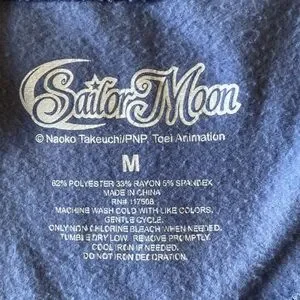 Sailor Moon
© Naoko Takeuchi/PNP, Toei Animation
M
62% POLYESTER 33% RAYON 5% SPANDEX
MADE IN CHINA
RN# 117508
MACHINE WASH COLD WITH LIKE COLORS,
GENTLE CYCLE.
ONLY NON CHLORINE BLEACH WHEN NEEDED.
TUMBLE DRY LOW. REMOVE PROMPTLY.
COOL IRON IF NEEDED.
DO NOT IRON DECORATION.